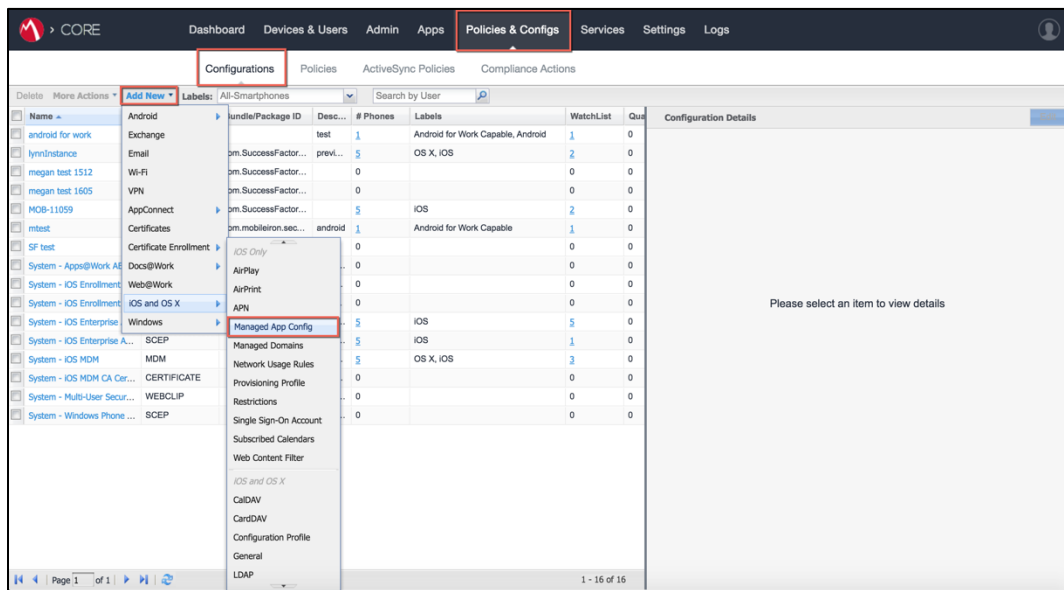 CORE Dashboard Devices & Users Admin Apps Policies & Configs Services Settings Logs
Configurations Policies ActiveSync Policies Compliance Actions
Delete More Actions Add New Labels: All-Smartphones Search by User
Name Bundle/Package ID Desc... # Phones Labels WatchList Qua Configuration Details
android for work test 1 Android for Work Capable, Android 1 0
lynnInstance om.SuccessFactor... previ... 5 OS X, iOS 2 0
megan test 1512 om.SuccessFactor... 0 0 0
megan test 1605 om.SuccessFactor... 0 0 0
MOB-11059 om.SuccessFactor... 5 iOS 2 0
mtest om.mobileiron.sec... android 1 Android for Work Capable 1 0
SF test 0 0 0
System - Apps@Work AE 0 0 0
System - iOS Enrollment 0 0 0
System - iOS Enrollment 0 0 0
System - iOS Enterprise 5 iOS 5 0
System - iOS Enterprise A... SCEP 5 iOS 1 0
System - iOS MDM MDM 5 OS X, iOS 3 0
System - iOS MDM CA Cer... CERTIFICATE 0 0 0
System - Multi-User Secur... WEBCLIP 0 0 0
System - Windows Phone ... SCEP 0 0 0
Android
Exchange
Email
Wi-Fi
VPN
AppConnect
Certificates
Certificate Enrollment
Docs@Work
Web@Work
iOS and OS X
Windows
iOS Only
AirPlay
AirPrint
APN
Managed App Config
Managed Domains
Network Usage Rules
Provisioning Profile
Restrictions
Single Sign-On Account
Subscribed Calendars
Web Content Filter
iOS and OS X
CalDAV
CardDAV
Configuration Profile
General
LDAP
Please select an item to view details
Page 1 of 1 1 - 16 of 16